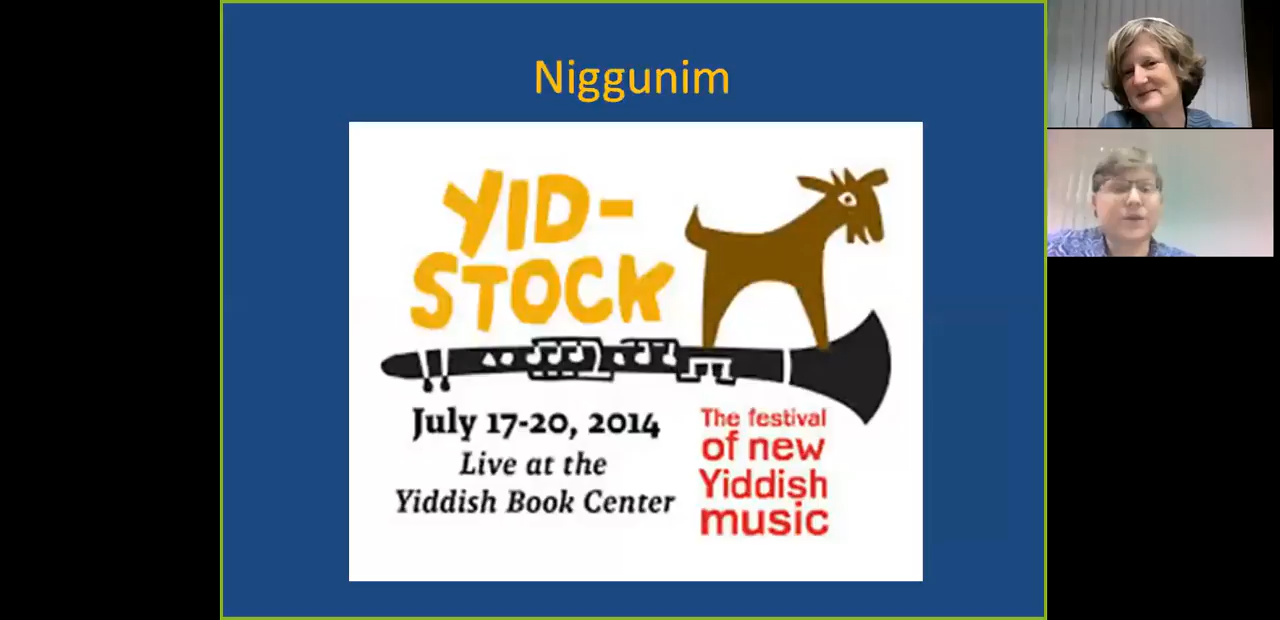 Niggunim
YID-
STOCK
July 17-20, 2014
Live at the
Yiddish Book Center
The festival
of new
Yiddish
music